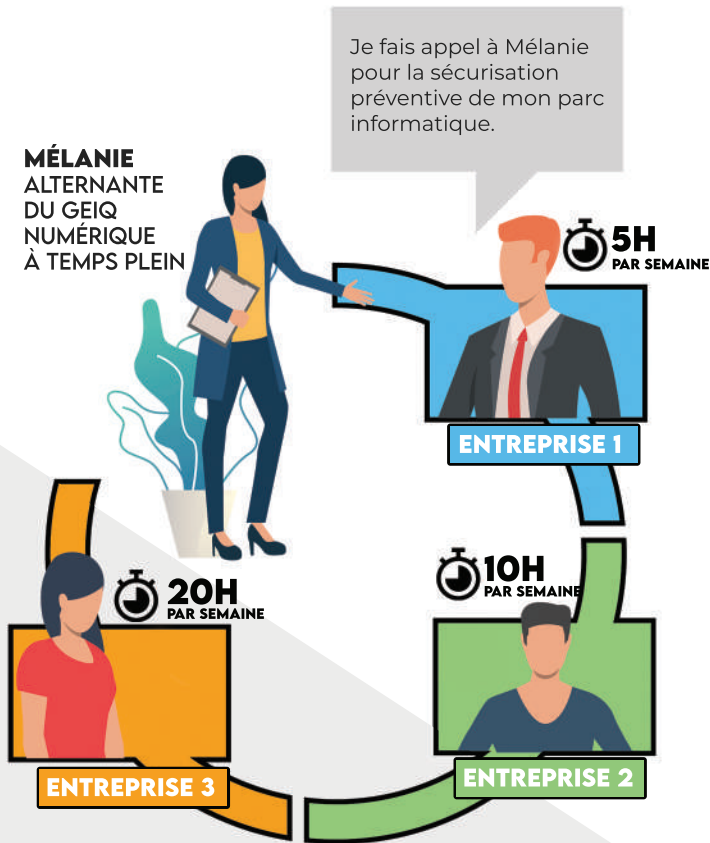 Je fais appel à Mélanie
pour la sécurisation
préventive de mon parc
informatique.
MÉLANIE
ALTERNANTE
DU GEIQ
NUMÉRIQUE
À TEMPS PLEIN
5H
PAR SEMAINE
ENTREPRISE 1
10H
PAR SEMAINE
ENTREPRISE 2
20H
PAR SEMAINE
ENTREPRISE 3